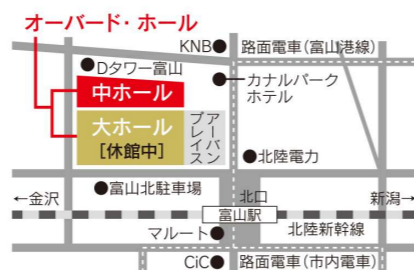 オーバード・ホール
KNB
路面電車(富山港線)
Dタワー富山
カナルパーク
ホテル
中ホール
大ホール
[休館中]
アーバン
プレイス
北陸電力
富山北駐車場
北口
←金沢
新潟→
富山駅
北陸新幹線
マルート
CiC
路面電車(市内電車)